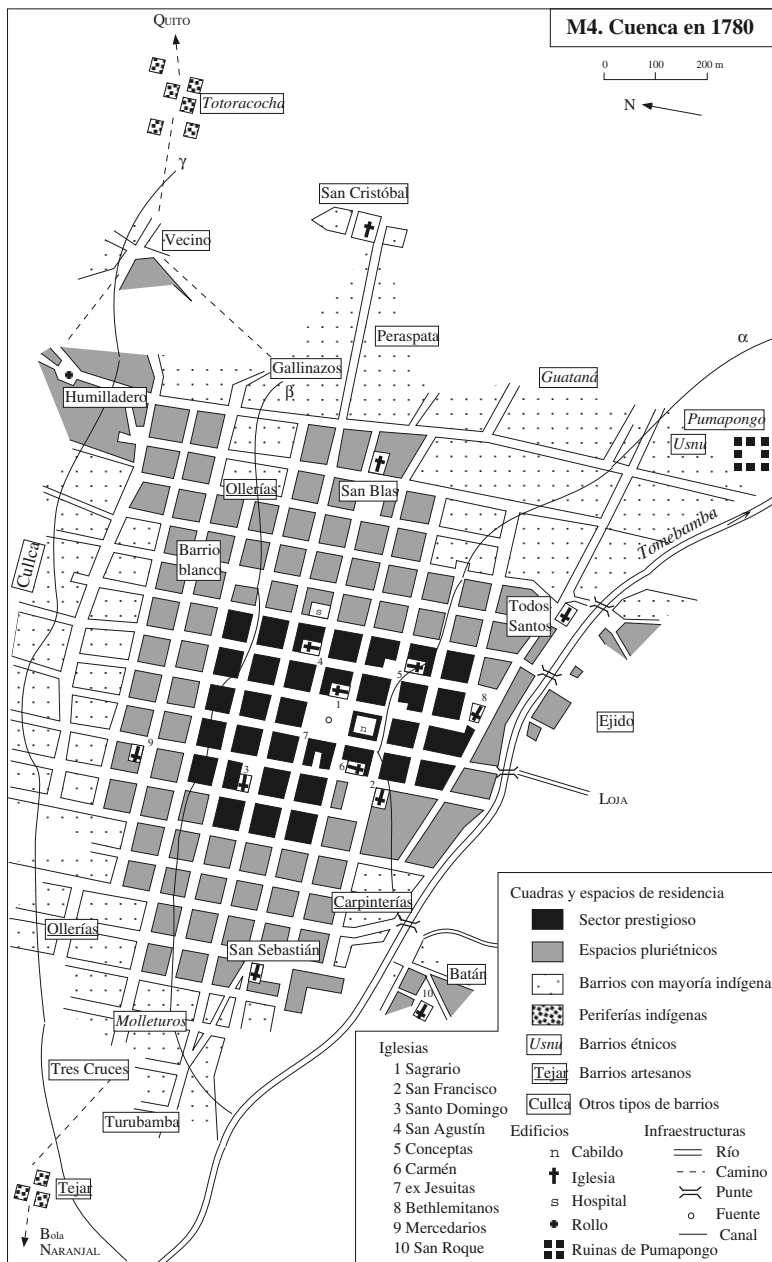 M4. Cuenca en 1780
0 100 200 m
N
QUITO
Totoracocha
γ
San Cristóbal
Vecino
Peraspata
α
Gallinazos
β
Guataná
Humilladero
Pumapongo
Usnu
San Blas
Ollerías
Tomebamba
Barrio
blanco
Cullca
s
Todos-
Santos
4
5
1
8
n
Ejido
7
9
6
3
2
LOJA
Carpinterías
Ollerías
San Sebastián
Batán
10
Molleturos
Tres Cruces
Turubamba
Tejar
Bola
NARANJAL
Cuadras y espacios de residencia
Sector prestigioso
Espacios pluriétnicos
Barrios con mayoría indígena
Periferías indígenas
Usnu Barrios étnicos
Tejar Barrios artesanos
Cullca Otros tipos de barrios
Iglesias
1 Sagrario
2 San Francisco
3 Santo Domingo
4 San Agustín
5 Conceptas
6 Carmén
7 ex Jesuitas
8 Bethlemitanos
9 Mercedarios
10 San Roque
Edificios
n Cabildo
Iglesia
s Hospital
Rollo
Ruinas de Pumapongo
Infraestructuras
Río
Camino
Punte
Fuente
Canal